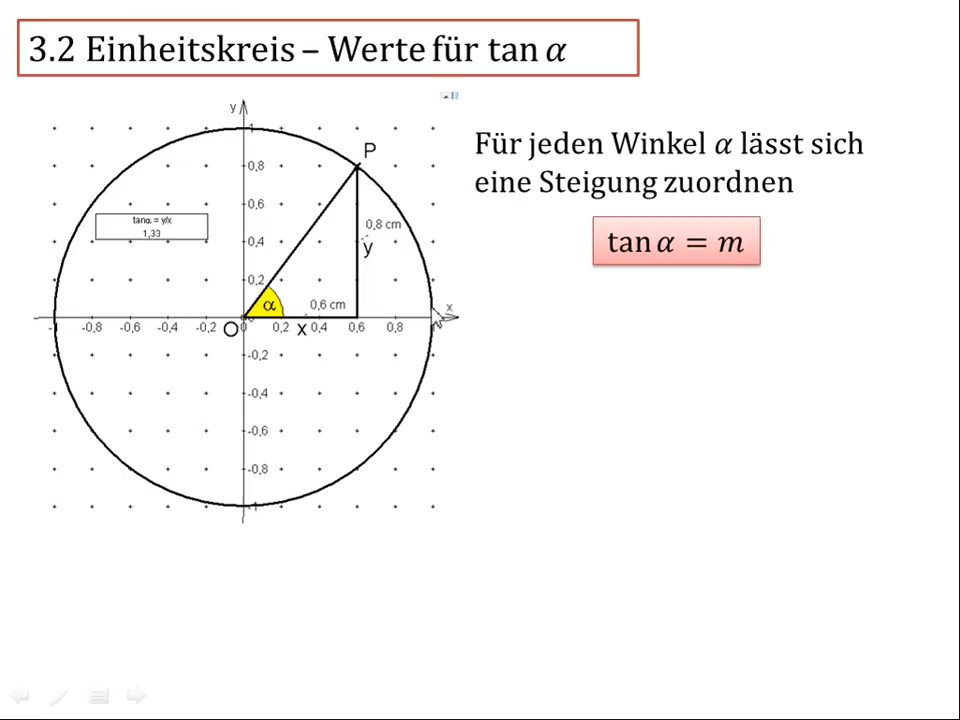 3.2 Einheitskreis – Werte für tan α
Für jeden Winkel α lässt sich
eine Steigung zuordnen
tan α = m
y
1
P
0,8
0,6
tanα = y/x
1,33
0,8 cm
0,4
y
0,2
α
0,6 cm
x
-0,8 -0,6 -0,4 -0,2 O 0 0,2 x 0,4 0,6 0,8
-0,2
-0,4
-0,6
-0,8
-1